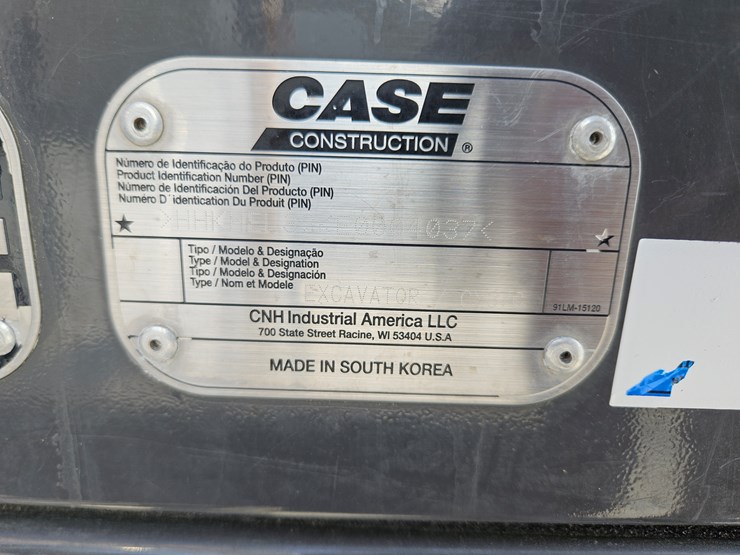 CASE
CONSTRUCTION ®
Número de Identificação do Produto (PIN)
Product Identification Number (PIN)
Número de Identificación Del Producto (PIN)
Numéro D'identication Du Produit (PIN)
Tipo / Modelo & Designação
Type / Model & Designation
Tipo / Modelo & Designación
Type / Nom et Modele
EXCAVATOR
91LM-15120
CNH Industrial America LLC
700 State Street Racine, WI 53404 U.S.A
MADE IN SOUTH KOREA